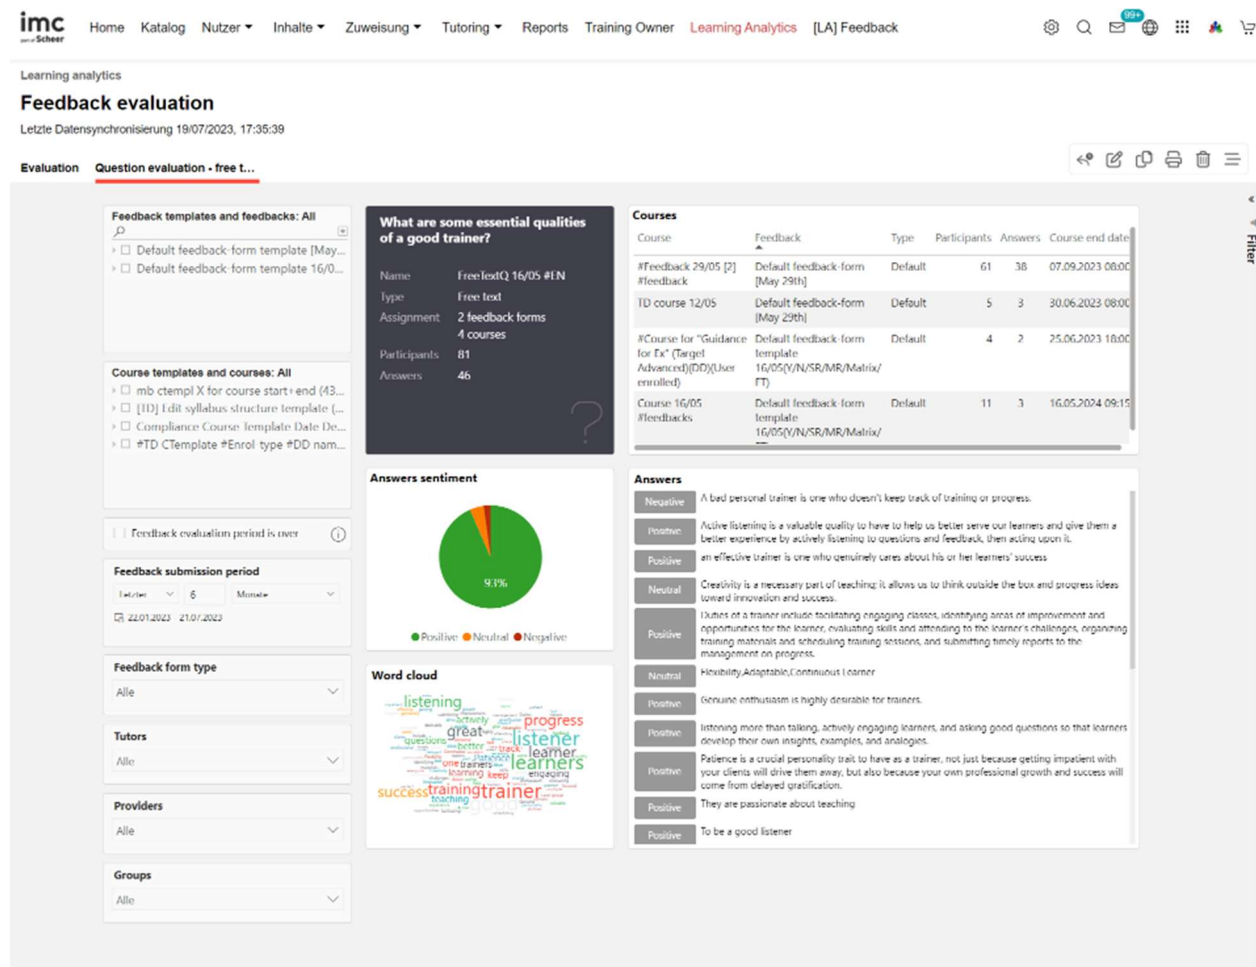 imc
part of Scheer
Home Katalog Nutzer Inhalte Zuweisung Tutoring Reports Training Owner Learning Analytics [LA] Feedback
99+
Learning analytics
Feedback evaluation
Letzte Datensynchronisierung 19/07/2023, 17:35:39
Evaluation Question evaluation - free t...
Filter
Feedback templates and feedbacks: All
Default feedback-form template [May...
Default feedback-form template 16/0...
Course templates and courses: All
mb ctempl X for course start+end (43...
[TD] Edit syllabus structure template (...
Compliance Course Template Date De...
#TD CTemplate #Enrol type #DD nam...
Feedback evaluation period is over
Feedback submission period
Letzter 6 Monate
22.01.2023 - 21.07.2023
Feedback form type
Alle
Tutors
Alle
Providers
Alle
Groups
Alle
What are some essential qualities
of a good trainer?
Name FreeTextQ 16/05 #EN
Type Free text
Assignment 2 feedback forms
4 courses
Participants 81
Answers 46
?
Answers sentiment
93%
Positive Neutral Negative
Word cloud
listening
actively
progress
great
questions
listener
better
track
learner
patience
one
trainers
learners
learning
keep
engaging
success
training
trainer
teaching
good
Courses
Course Feedback Type Participants Answers Course end date
#Feedback 29/05 [2] Default feedback-form Default 61 38 07.09.2023 08:00
#feedback [May 29th]
TD course 12/05 Default feedback-form Default 5 3 30.06.2023 08:00
[May 29th]
#Course for "Guidance Default feedback-form Default 4 2 25.06.2023 18:00
for Ex" (Target template
Advanced)(DD)(User 16/05(Y/N/SR/MR/Matrix/
enrolled) FT)
Course 16/05 Default feedback-form Default 11 3 16.05.2024 09:15
#feedbacks template
16/05(Y/N/SR/MR/Matrix/
Answers
Negative A bad personal trainer is one who doesn't keep track of training or progress.
Positive Active listening is a valuable quality to have to help us better serve our learners and give them a
better experience by actively listening to questions and feedback, then acting upon it.
Positive an effective trainer is one who genuinely cares about his or her learners' success
Neutral Creativity is a necessary part of teaching; it allows us to think outside the box and progress ideas
toward innovation and success.
Positive Duties of a trainer include facilitating engaging classes, identifying areas of improvement and
opportunities for the learner, evaluating skills and attending to the learner's challenges, organizing
training materials and scheduling training sessions, and submitting timely reports to the
management on progress.
Neutral Flexibility,Adaptable,Continuous Learner
Positive Genuine enthusiasm is highly desirable for trainers.
Positive listening more than talking, actively engaging learners, and asking good questions so that learners
develop their own insights, examples, and analogies.
Positive Patience is a crucial personality trait to have as a trainer, not just because getting impatient with
your clients will drive them away, but also because your own professional growth and success will
come from delayed gratification.
Positive They are passionate about teaching
Positive To be a good listener